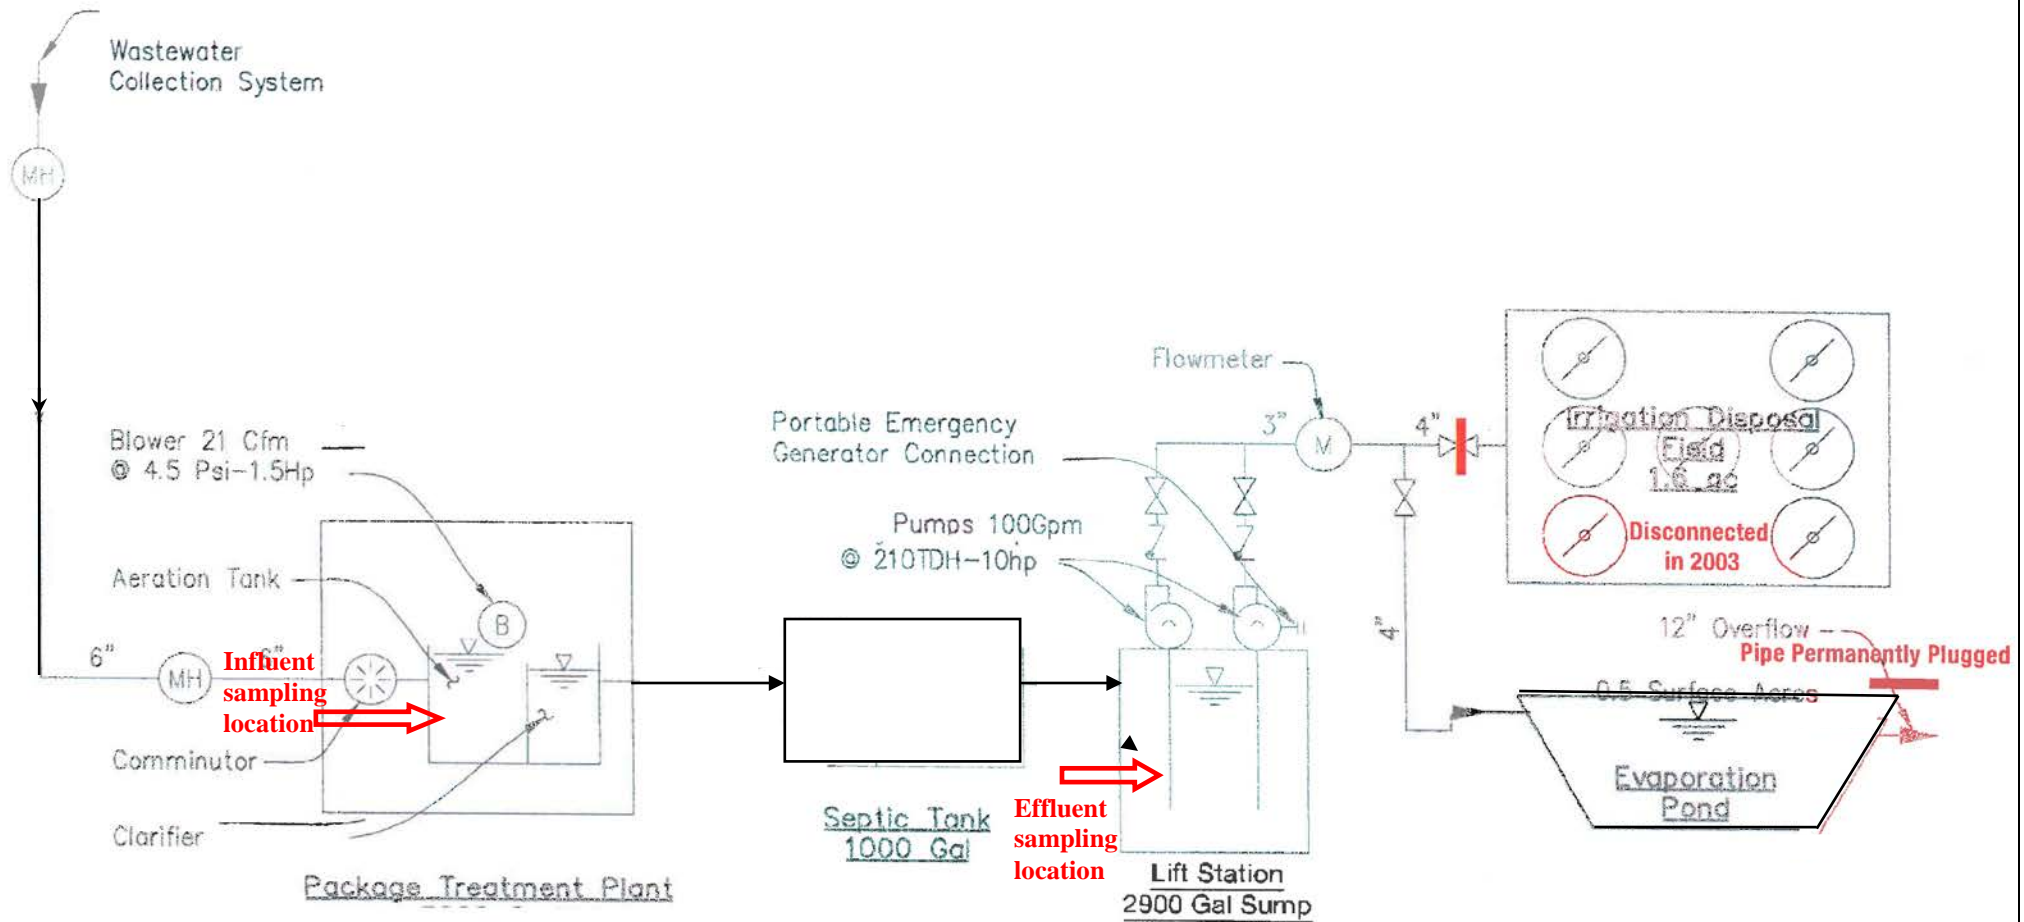 Wastewater
Collection System
MH
Blower 21 Cfm
@ 4.5 Psi-1.5Hp
Aeration Tank
B
6"
MH
6"
Influent
sampling
location
Comminutor
Clarifier
Package Treatment Plant
Septic Tank
1000 Gal
Portable Emergency
Generator Connection
Pumps 100Gpm
@ 210TDH-10hp
Flowmeter
3"
M
4"
4"
Effluent
sampling
location
Lift Station
2900 Gal Sump
Irrigation Disposal
Field
1.6 ac
Disconnected
in 2003
12" Overflow
Pipe Permanently Plugged
0.5 Surface Acres
Evaporation
Pond